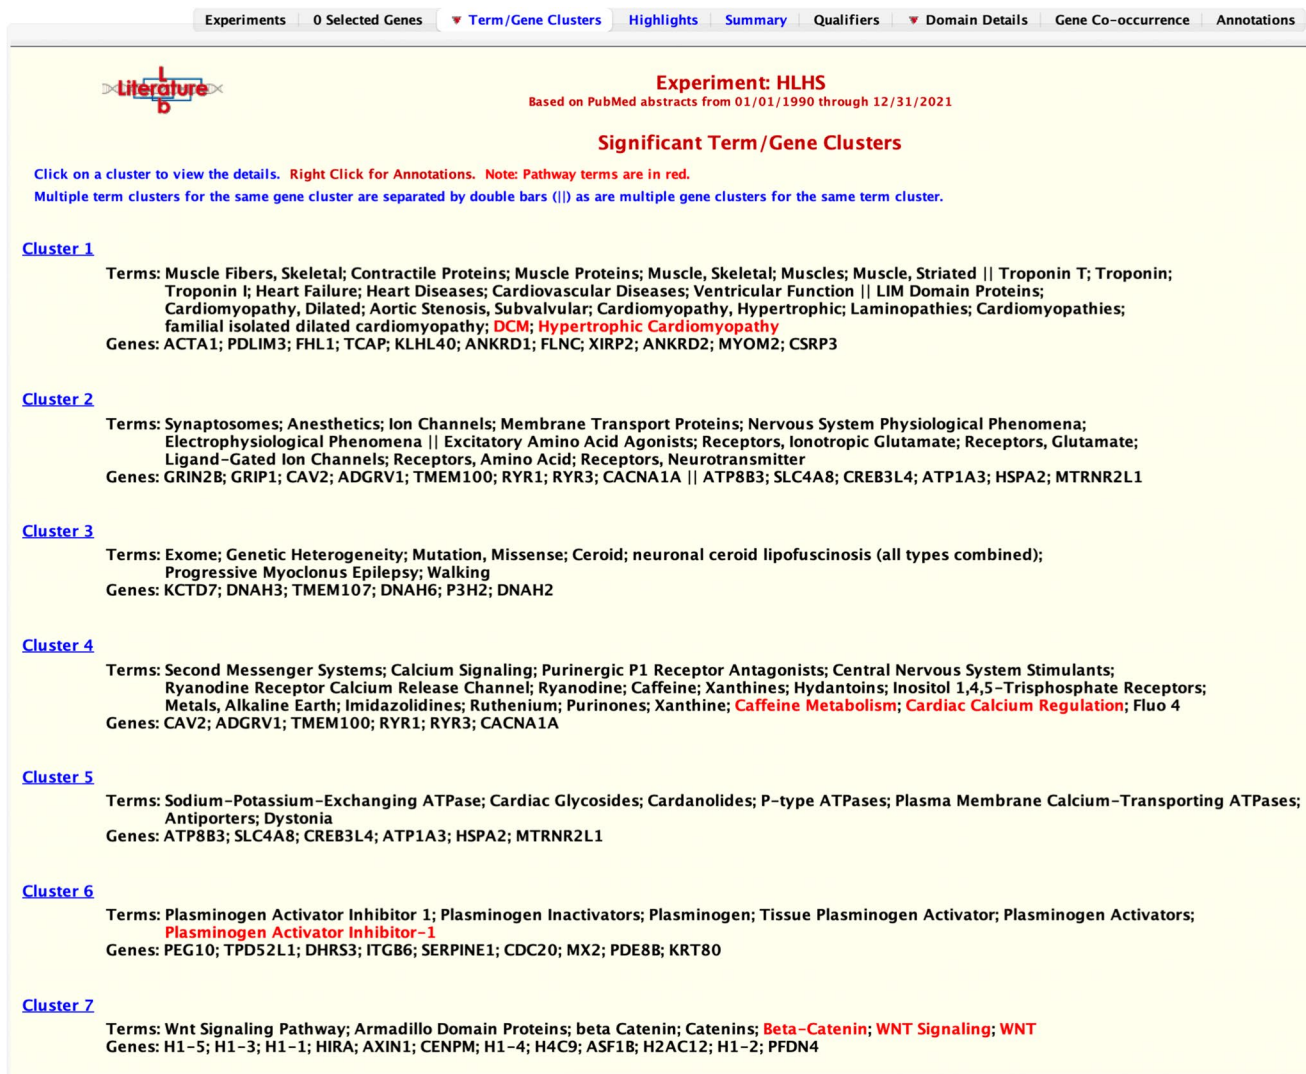 Experiments 0 Selected Genes Term/Gene Clusters Highlights Summary Qualifiers Domain Details Gene Co-occurrence Annotations
Literature
Lab
Experiment: HLHS
Based on PubMed abstracts from 01/01/1990 through 12/31/2021
Significant Term/Gene Clusters
Click on a cluster to view the details. Right Click for Annotations. Note: Pathway terms are in red.
Multiple term clusters for the same gene cluster are separated by double bars (||) as are multiple gene clusters for the same term cluster.
Cluster 1
Terms: Muscle Fibers, Skeletal; Contractile Proteins; Muscle Proteins; Muscle, Skeletal; Muscles; Muscle, Striated || Troponin T; Troponin;
Troponin I; Heart Failure; Heart Diseases; Cardiovascular Diseases; Ventricular Function || LIM Domain Proteins;
Cardiomyopathy, Dilated; Aortic Stenosis, Subvalvular; Cardiomyopathy, Hypertrophic; Laminopathies; Cardiomyopathies;
familial isolated dilated cardiomyopathy; DCM; Hypertrophic Cardiomyopathy
Genes: ACTA1; PDLIM3; FHL1; TCAP; KLHL40; ANKRD1; FLNC; XIRP2; ANKRD2; MYOM2; CSRP3
Cluster 2
Terms: Synaptosomes; Anesthetics; Ion Channels; Membrane Transport Proteins; Nervous System Physiological Phenomena;
Electrophysiological Phenomena || Excitatory Amino Acid Agonists; Receptors, Ionotropic Glutamate; Receptors, Glutamate;
Ligand-Gated Ion Channels; Receptors, Amino Acid; Receptors, Neurotransmitter
Genes: GRIN2B; GRIP1; CAV2; ADGRV1; TMEM100; RYR1; RYR3; CACNA1A || ATP8B3; SLC4A8; CREB3L4; ATP1A3; HSPA2; MTRNR2L1
Cluster 3
Terms: Exome; Genetic Heterogeneity; Mutation, Missense; Ceroid; neuronal ceroid lipofuscinosis (all types combined);
Progressive Myoclonus Epilepsy; Walking
Genes: KCTD7; DNAH3; TMEM107; DNAH6; P3H2; DNAH2
Cluster 4
Terms: Second Messenger Systems; Calcium Signaling; Purinergic P1 Receptor Antagonists; Central Nervous System Stimulants;
Ryanodine Receptor Calcium Release Channel; Ryanodine; Caffeine; Xanthines; Hydantoins; Inositol 1,4,5-Trisphosphate Receptors;
Metals, Alkaline Earth; Imidazolidines; Ruthenium; Purinones; Xanthine; Caffeine Metabolism; Cardiac Calcium Regulation; Fluo 4
Genes: CAV2; ADGRV1; TMEM100; RYR1; RYR3; CACNA1A
Cluster 5
Terms: Sodium-Potassium-Exchanging ATPase; Cardiac Glycosides; Cardanolides; P-type ATPases; Plasma Membrane Calcium-Transporting ATPases;
Antiporters; Dystonia
Genes: ATP8B3; SLC4A8; CREB3L4; ATP1A3; HSPA2; MTRNR2L1
Cluster 6
Terms: Plasminogen Activator Inhibitor 1; Plasminogen Inactivators; Plasminogen; Tissue Plasminogen Activator; Plasminogen Activators;
Plasminogen Activator Inhibitor-1
Genes: PEG10; TPD52L1; DHRS3; ITGB6; SERPINE1; CDC20; MX2; PDE8B; KRT80
Cluster 7
Terms: Wnt Signaling Pathway; Armadillo Domain Proteins; beta Catenin; Catenins; Beta-Catenin; WNT Signaling; WNT
Genes: H1-5; H1-3; H1-1; HIRA; AXIN1; CENPM; H1-4; H4C9; ASF1B; H2AC12; H1-2; PFDN4